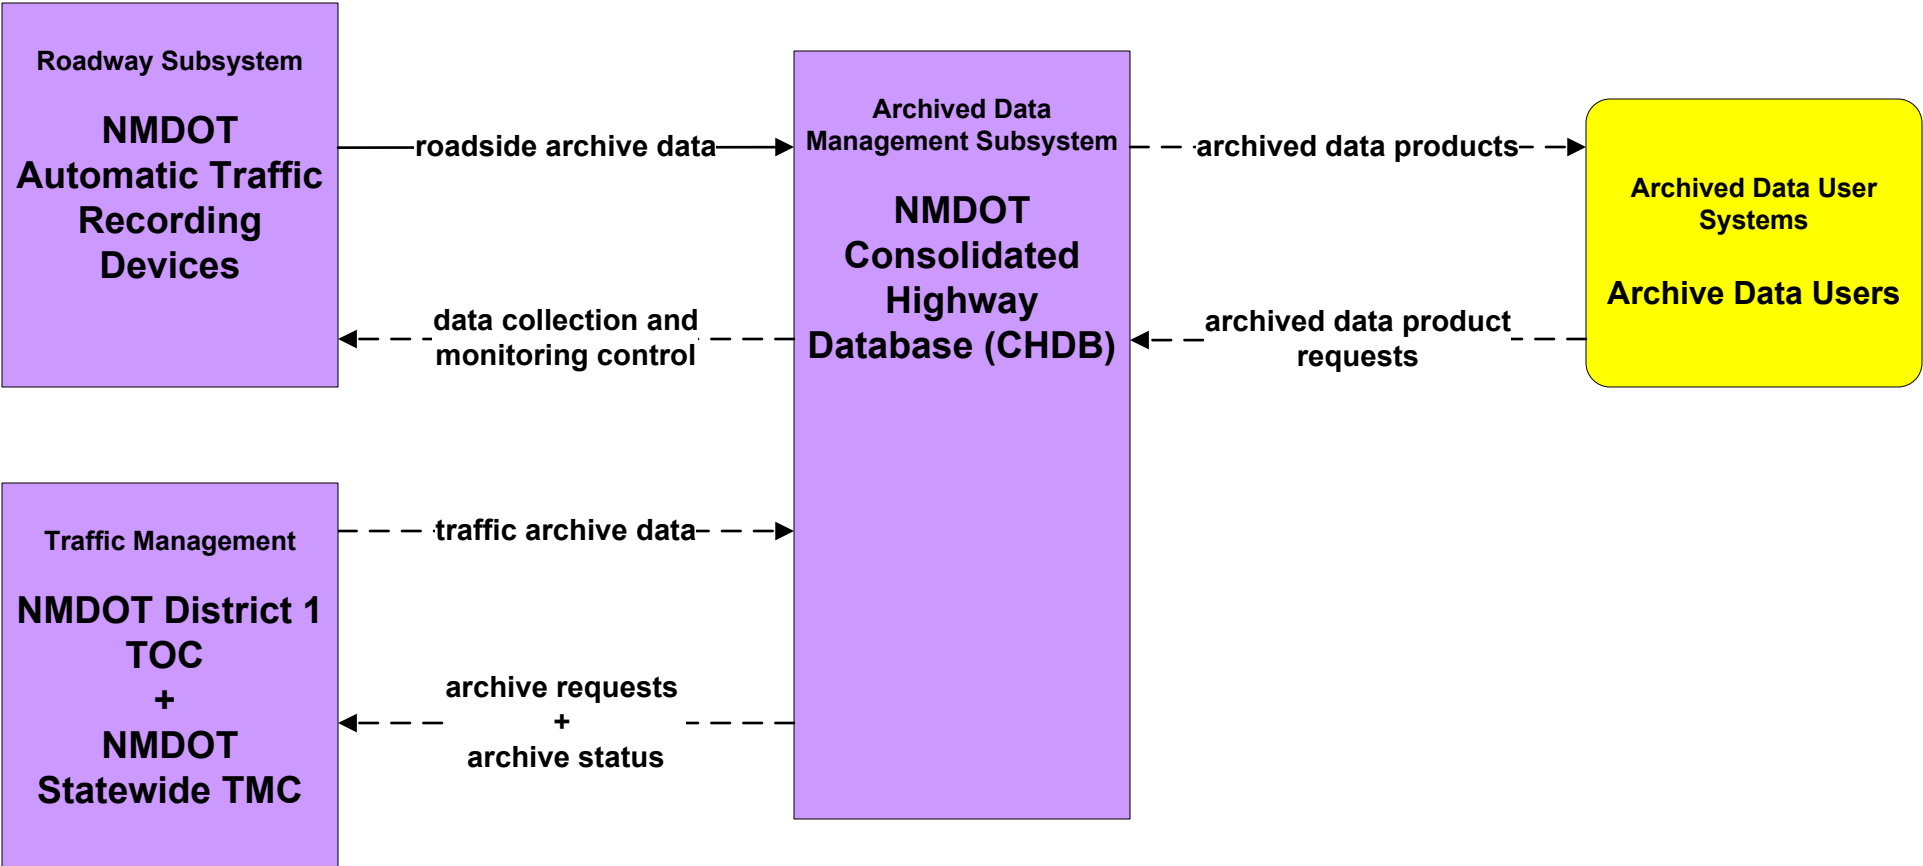 Roadway Subsystem
NMDOT
Automatic Traffic
Recording
Devices
roadside archive data
data collection and
monitoring control
Archived Data
Management Subsystem
NMDOT
Consolidated
Highway
Database (CHDB)
archived data products
archived data product
requests
Archived Data User
Systems
Archive Data Users
Traffic Management
NMDOT District 1
TOC
+
NMDOT
Statewide TMC
traffic archive data
archive requests
+
archive status